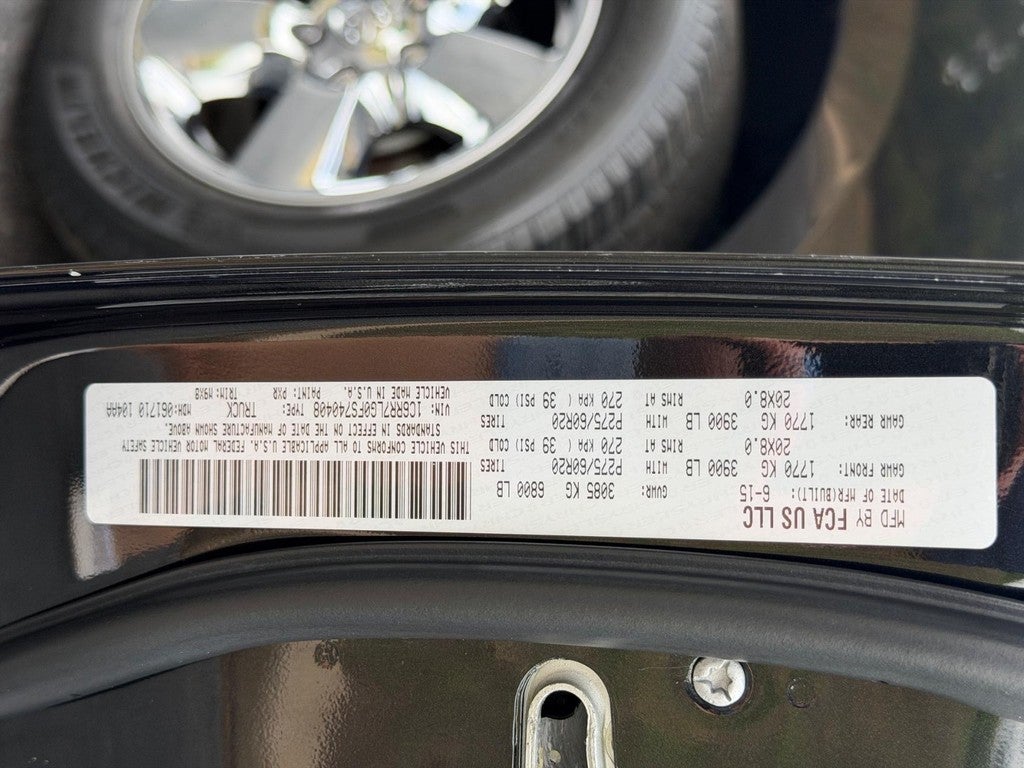 MFD BY FCA US LLC
DATE OF MFR(BUILT): 6-15 GVWR: 3085 KG 6800 LB
GAWR FRONT: 1770 KG 3900 LB WITH P275/60R20 TIRES
20X8.0 RIMS AT 270 KPA ( 39 PSI) COLD
GAWR REAR: 1770 KG 3900 LB WITH P275/60R20 TIRES
20X8.0 RIMS AT 270 KPA ( 39 PSI) COLD
THIS VEHICLE CONFORMS TO ALL APPLICABLE U.S.A. FEDERAL MOTOR VEHICLE SAFETY
STANDARDS IN EFFECT ON THE DATE OF MANUFACTURE SHOWN ABOVE.
VIN: 1C6RR7LG0FS740408 TYPE: TRUCK MDH:061710 104AA
VEHICLE MADE IN U.S.A. PAINT: PXR TRIM: M9X8
MICHELIN